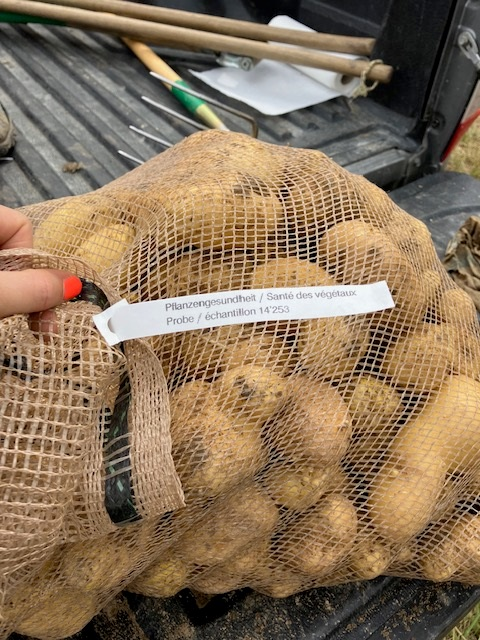 Pflanzengesundheit / Santé des végétaux
Probe / échantillon 14'253